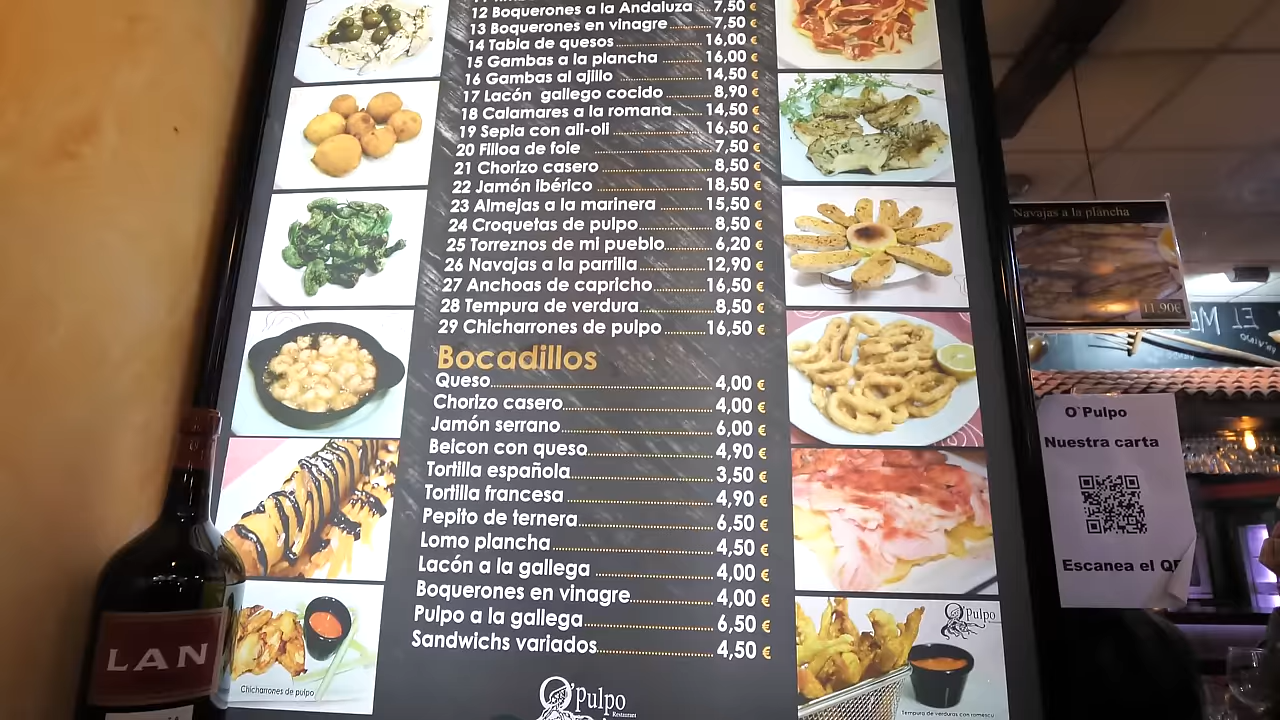 12 Boquerones a la Andaluza 7,50 €
13 Boquerones en vinagre 7,50 €
14 Tabla de quesos 16,00 €
15 Gambas a la plancha 16,00 €
16 Gambas al ajillo 14,50 €
17 Lacón gallego cocido 8,90 €
18 Calamares a la romana 14,50 €
19 Sepia con ali-oli 16,50 €
20 Filloa de foie 7,50 €
21 Chorizo casero 8,50 €
22 Jamón Ibérico 18,50 €
23 Almejas a la marinera 15,50 €
24 Croquetas de pulpo 8,50 €
25 Torreznos de mi pueblo 6,20 €
26 Navajas a la parrilla 12,90 €
27 Anchoas de capricho 16,50 €
28 Tempura de verdura 8,50 €
29 Chicharrones de pulpo 16,50 €
Bocadillos
Queso 4,00 €
Chorizo casero 4,00 €
Jamón serrano 6,00 €
Beicon con queso 4,90 €
Tortilla española 3,50 €
Tortilla francesa 4,90 €
Pepito de ternera 6,50 €
Lomo plancha 4,50 €
Lacón a la gallega 4,00 €
Boquerones en vinagre 4,00 €
Pulpo a la gallega 6,50 €
Sandwichs variados 4,50 €
O'Pulpo
Restaurant
Chicharrones de pulpo
O'Pulpo
Tempura de verduras con romescu
LAN
Navajas a la plancha
11.90€
EL ME
O`Pulpo
Nuestra carta
Escanea el QR